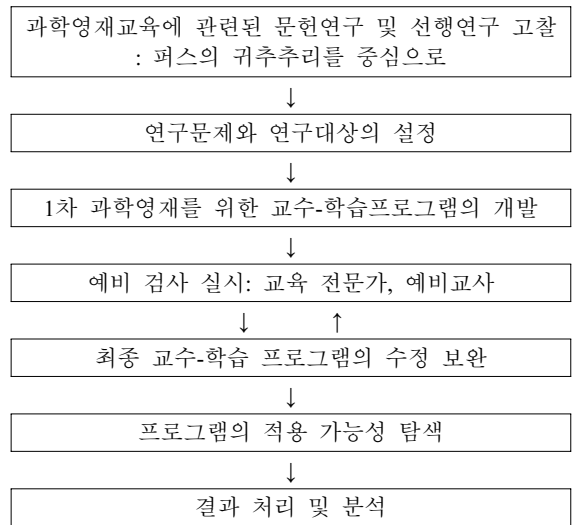 과학영재교육에 관련된 문헌연구 및 선행연구 고찰
: 퍼스의 귀추추리를 중심으로
↓
연구문제와 연구대상의 설정
↓
1차 과학영재를 위한 교수-학습프로그램의 개발
↓
예비 검사 실시: 교육 전문가, 예비교사
↓ ↑
최종 교수-학습 프로그램의 수정 보완
↓
프로그램의 적용 가능성 탐색
↓
결과 처리 및 분석